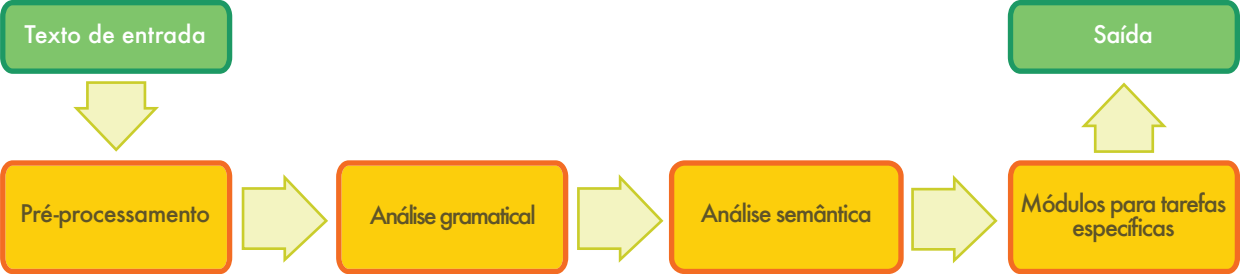 Texto de entrada
Saída
Pré-processamento
Análise gramatical
Análise semântica
Módulos para tarefas
específicas